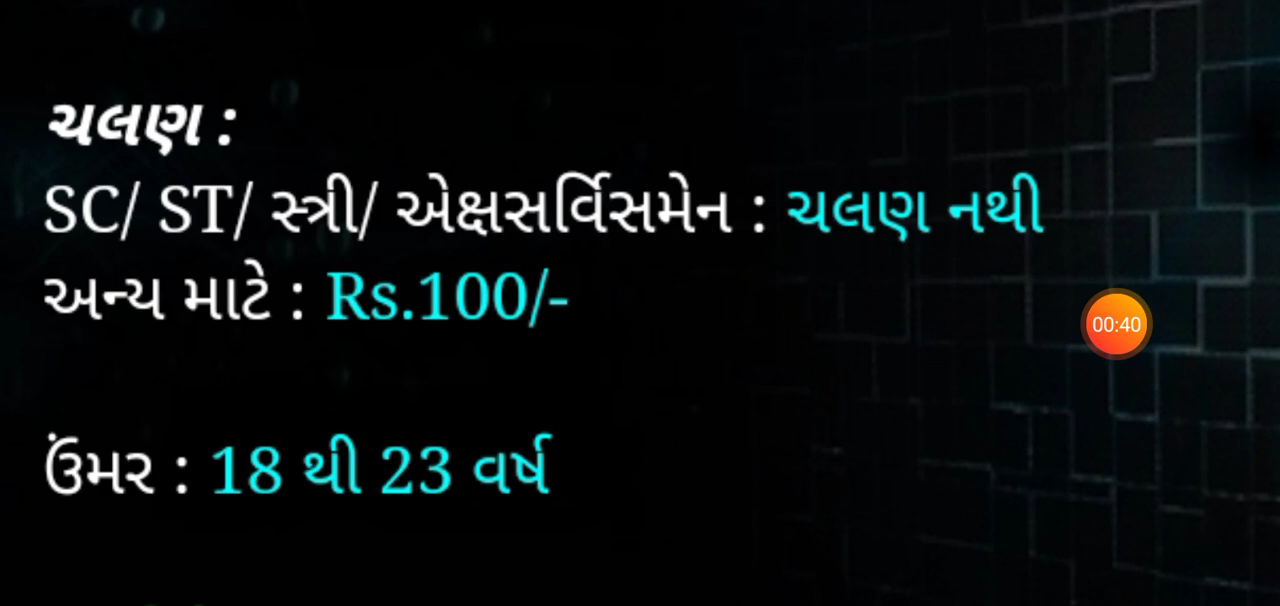 ચલણ :
SC/ ST/ સ્ત્રી/ એક્ષસર્વિસમેન : ચલણ નથી
અન્ય માટે : Rs.100/-
00:40
ઉંમર : 18 થી 23 વર્ષ